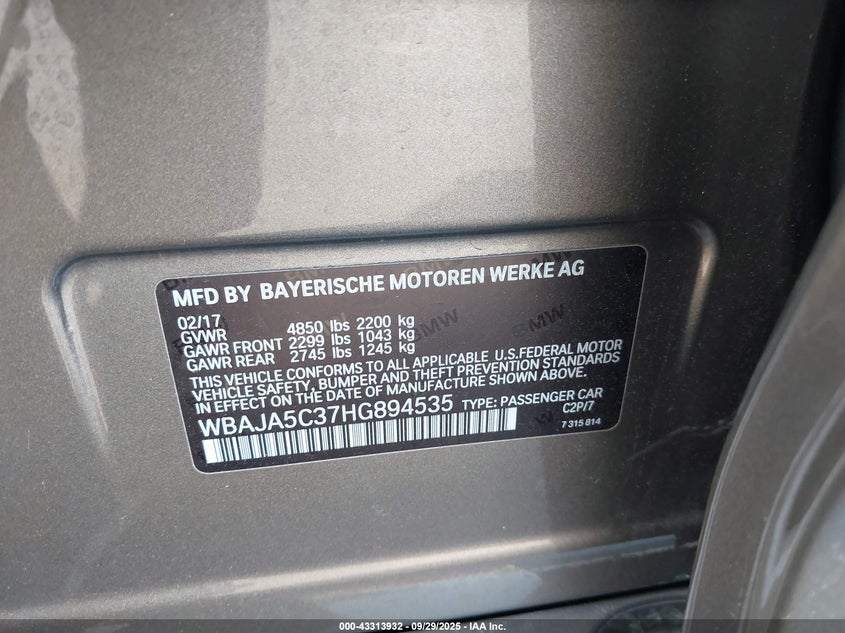 MFD BY BAYERISCHE MOTOREN WERKE AG
02/17
GVWR 4850 lbs 2200 kg
GAWR FRONT 2299 lbs 1043 kg
GAWR REAR 2745 lbs 1245 kg
THIS VEHICLE CONFORMS TO ALL APPLICABLE U.S.FEDERAL MOTOR
VEHICLE SAFETY, BUMPER AND THEFT PREVENTION STANDARDS
IN EFFECT ON THE DATE OF MANUFACTURE SHOWN ABOVE.
WBAJA5C37HG894535 TYPE: PASSENGER CAR
C2P/7
7 315 814
000-43313932 - 09/29/2025 - IAA Inc.